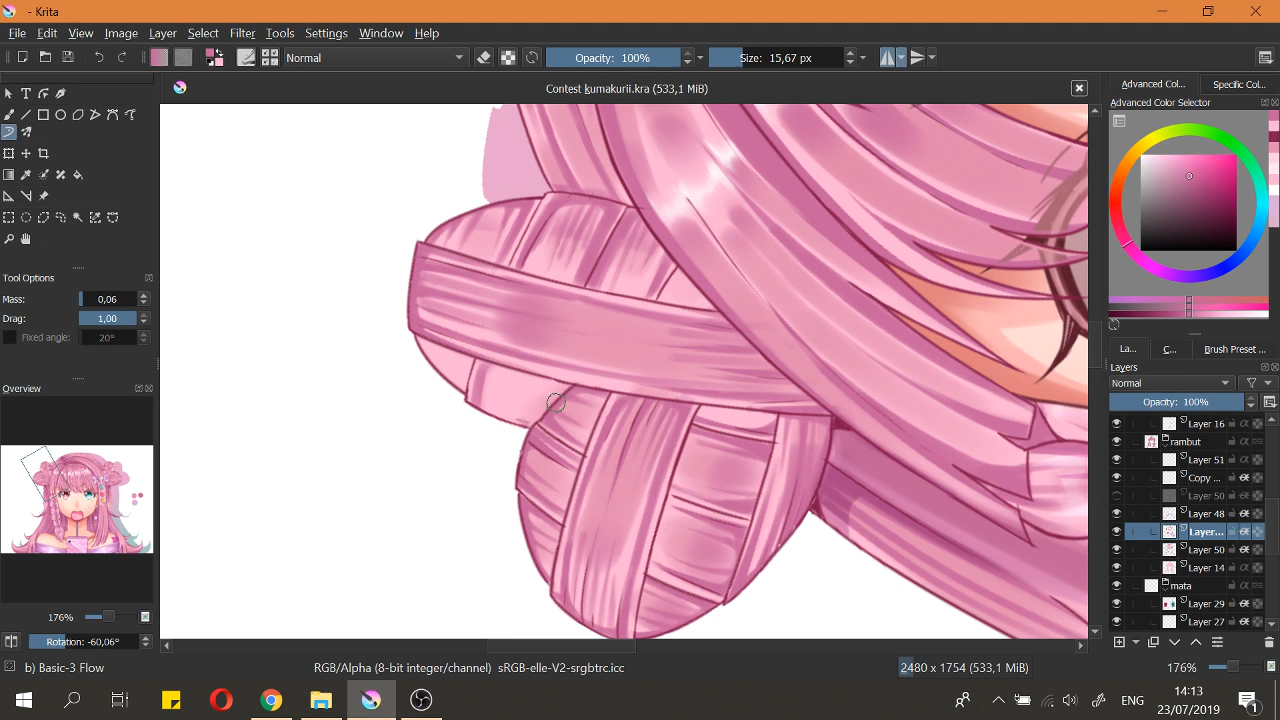 - Krita
File Edit View Image Layer Select Filter Tools Settings Window Help
Normal Opacity: 100% Size: 15,67 px
Contest kumakurii.kra (533,1 MiB)
Advanced Col... Specific Col...
Advanced Color Selector
Tool Options
Mass: 0,06
Drag: 1,00
Fixed angle: 20°
Overview
176%
Rotation: -60,06°
La... C... Brush Preset ...
Layers
Normal
Opacity: 100%
Layer 16
rambut
Layer 51
Copy ...
Layer 50
Layer 48
Layer...
Layer 50
Layer 14
mata
Layer 29
Layer 27
b) Basic-3 Flow RGB/Alpha (8-bit integer/channel) sRGB-elle-V2-srgbtrc.icc 2480 x 1754 (533,1 MiB) 176%
ENG 14:13
23/07/2019
1